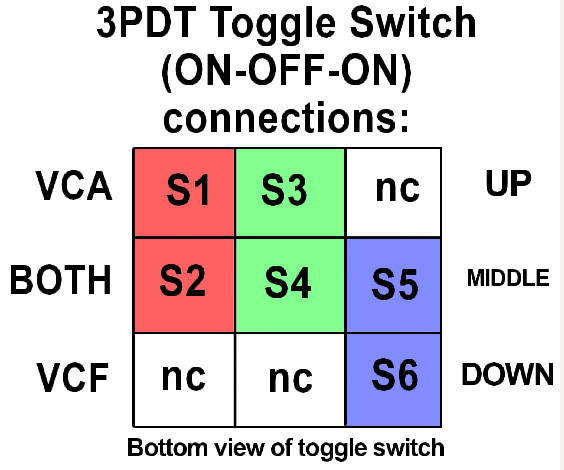 3PDT Toggle Switch
(ON-OFF-ON)
connections:
VCA S1 S3 nc UP
BOTH S2 S4 S5 MIDDLE
VCF nc nc S6 DOWN
Bottom view of toggle switch